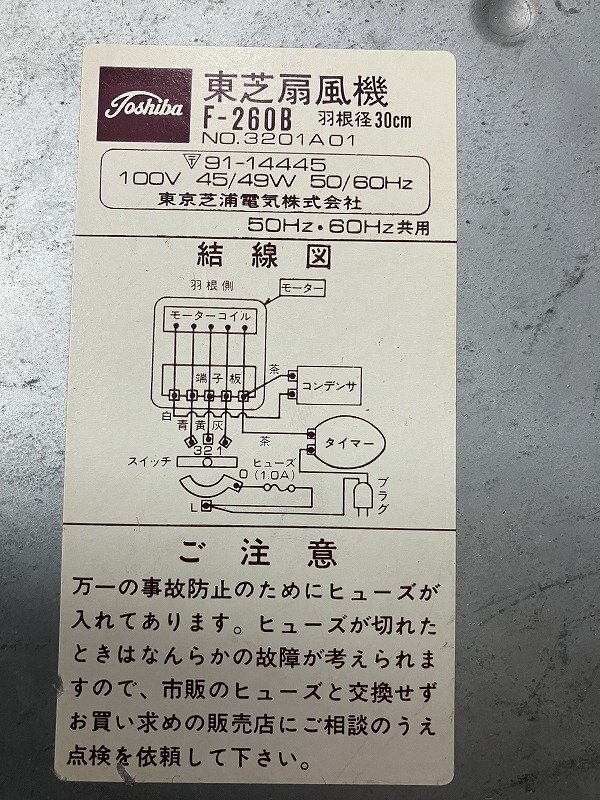 Toshiba
東芝扇風機
F-260B 羽根径30cm
NO.3201A01
〒91-14445
100V 45/49W 50/60Hz
東京芝浦電気株式会社
50Hz・60Hz共用
結線図
羽根側
モーター
モーターコイル
端子板
茶
コンデンサ
白
青 黄 灰
茶
タイマー
321
スイッチ
0
ヒューズ
(1.0A)
プラグ
L
ご注意
万一の事故防止のためにヒューズが
入れてあります。ヒューズが切れた
ときはなんらかの故障が考えられま
すので、市販のヒューズと交換せず
お買い求めの販売店にご相談のうえ
点検を依頼して下さい。